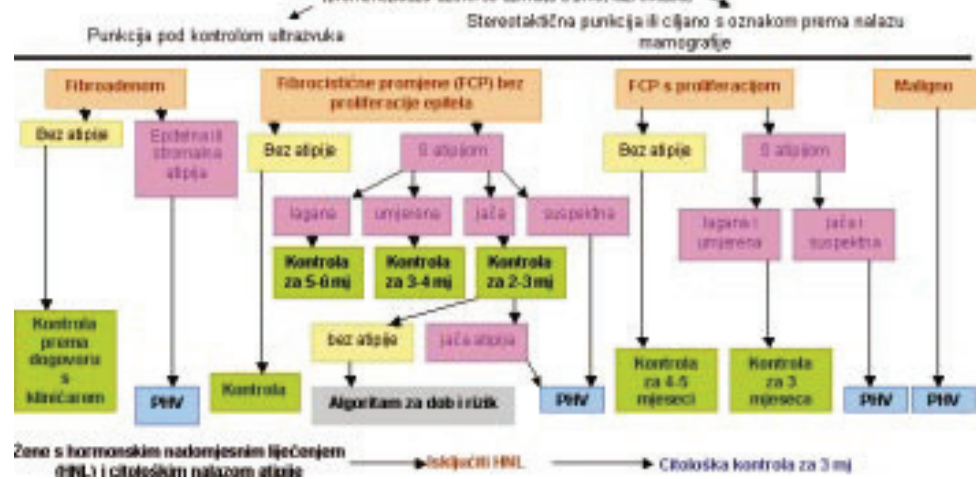 Punkcija pod kontrolom ultrazvuka
Stereotaktična punkcija ili ciljano s oznakom prema nalazu
mamografije
Fibroadenom
Fibrocistične promjene (FCP) bez
proliferacije epitela
FCP s proliferacijom
Maligno
Bez atipije
Epitelna ili
stromalna
atipija
Bez atipije
S atipijom
Bez atipije
S atipijom
lagana
umjerena
jača
suspektna
lagana i
umjerena
jača i
suspektna
Kontrola
za 5-6 mj
Kontrola
za 3-4 mj
Kontrola
za 2-3 mj
Kontrola
prema
dogovoru
s
kliničarom
bez atipije
jača atipija
Kontrola
za 4-5
mjeseci
Kontrola
za 3
mjeseca
PHV
Kontrola
Algoritam za dob i rizik
PHV
PHV
PHV
Žene s hormonskim nadomjesnim liječenjem
(HNL) i citološkim nalazom atipije
Isključiti HNL
Citološka kontrola za 3 mj